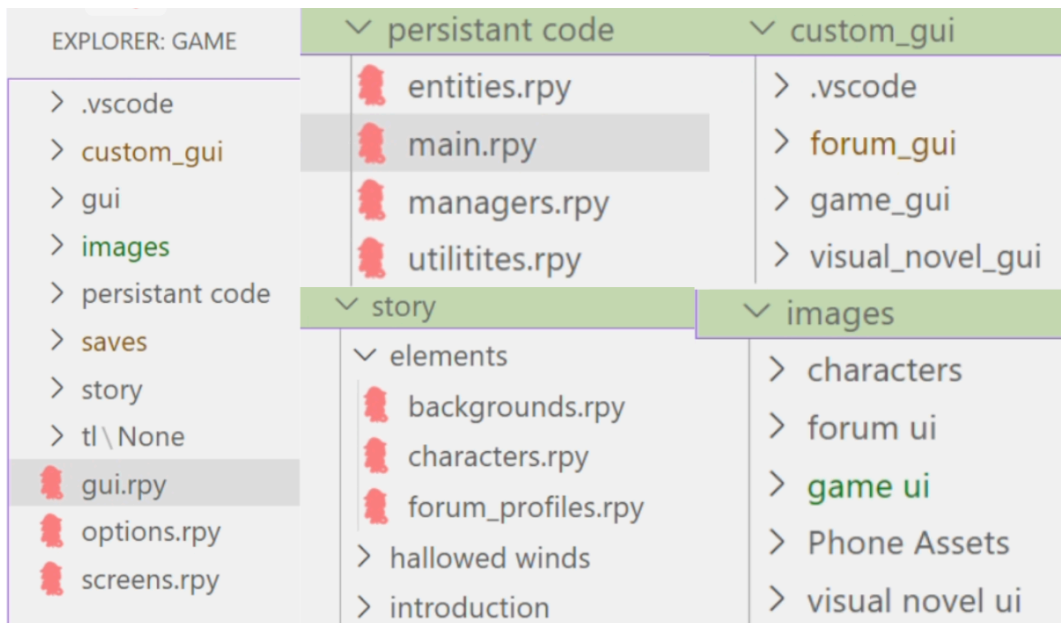 EXPLORER: GAME
.vscode
custom_gui
gui
images
persistant code
saves
story
tl\None
gui.rpy
options.rpy
screens.rpy
persistant code
entities.rpy
main.rpy
managers.rpy
utilitites.rpy
custom_gui
.vscode
forum_gui
game_gui
visual_novel_gui
story
elements
backgrounds.rpy
characters.rpy
forum_profiles.rpy
hallowed winds
introduction
images
characters
forum ui
game ui
Phone Assets
visual novel ui